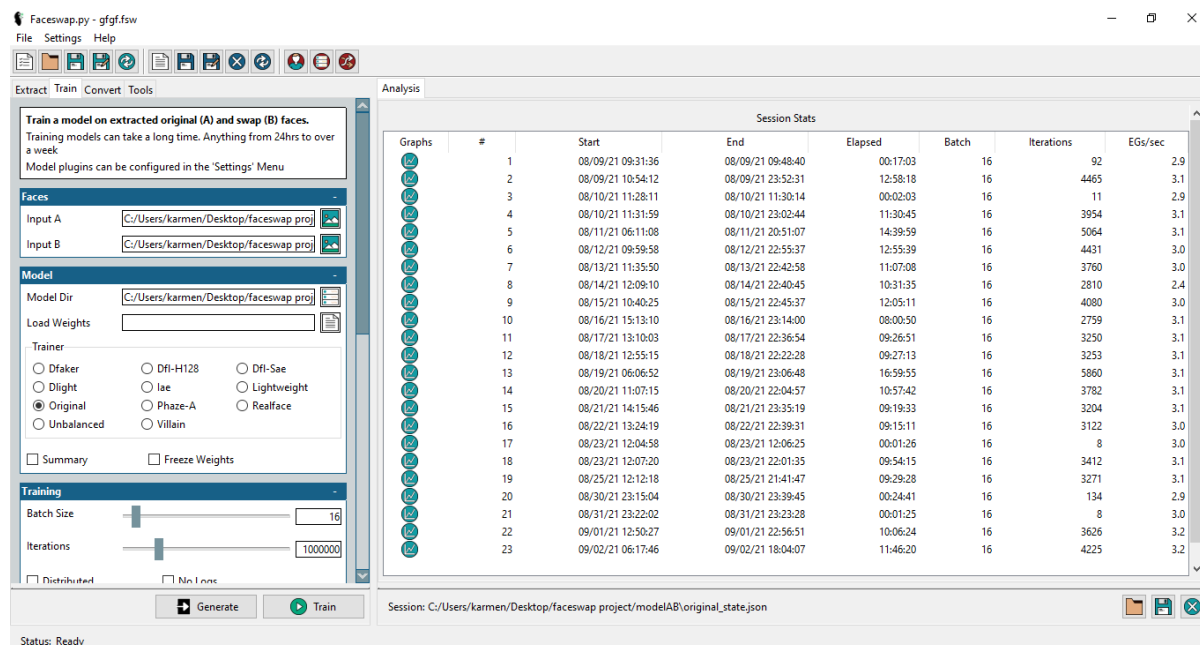 Faceswap.py - gfgf.fsw
File Settings Help
Extract Train Convert Tools
Train a model on extracted original (A) and swap (B) faces.
Training models can take a long time. Anything from 24hrs to over
a week
Model plugins can be configured in the 'Settings' Menu
Faces -
Input A C:/Users/karmen/Desktop/faceswap proj
Input B C:/Users/karmen/Desktop/faceswap proj
Model -
Model Dir C:/Users/karmen/Desktop/faceswap proj
Load Weights
Trainer
Dfaker Dfl-H128 Dfl-Sae
Dlight Iae Lightweight
Original Phaze-A Realface
Unbalanced Villain
Summary Freeze Weights
Training -
Batch Size 16
Iterations 1000000
Distributed No Logs
Generate Train
Status: Ready
Analysis
Session Stats
Graphs # Start End Elapsed Batch Iterations EGs/sec
1 08/09/21 09:31:36 08/09/21 09:48:40 00:17:03 16 92 2.9
2 08/09/21 10:54:12 08/09/21 23:52:31 12:58:18 16 4465 3.1
3 08/10/21 11:28:11 08/10/21 11:30:14 00:02:03 16 11 2.9
4 08/10/21 11:31:59 08/10/21 23:02:44 11:30:45 16 3954 3.1
5 08/11/21 06:11:08 08/11/21 20:51:07 14:39:59 16 5064 3.1
6 08/12/21 09:59:58 08/12/21 22:55:37 12:55:39 16 4431 3.0
7 08/13/21 11:35:50 08/13/21 22:42:58 11:07:08 16 3760 3.0
8 08/14/21 12:09:10 08/14/21 22:40:45 10:31:35 16 2810 2.4
9 08/15/21 10:40:25 08/15/21 22:45:37 12:05:11 16 4080 3.0
10 08/16/21 15:13:10 08/16/21 23:14:00 08:00:50 16 2759 3.1
11 08/17/21 13:10:03 08/17/21 22:36:54 09:26:51 16 3250 3.1
12 08/18/21 12:55:15 08/18/21 22:22:28 09:27:13 16 3253 3.1
13 08/19/21 06:06:52 08/19/21 23:06:48 16:59:55 16 5860 3.1
14 08/20/21 11:07:15 08/20/21 22:04:57 10:57:42 16 3782 3.1
15 08/21/21 14:15:46 08/21/21 23:35:19 09:19:33 16 3204 3.1
16 08/22/21 13:24:19 08/22/21 22:39:31 09:15:11 16 3122 3.0
17 08/23/21 12:04:58 08/23/21 12:06:25 00:01:26 16 8 3.0
18 08/23/21 12:07:20 08/23/21 22:01:35 09:54:15 16 3412 3.1
19 08/25/21 12:12:18 08/25/21 21:41:47 09:29:28 16 3271 3.1
20 08/30/21 23:15:04 08/30/21 23:39:45 00:24:41 16 134 2.9
21 08/31/21 23:22:02 08/31/21 23:23:28 00:01:25 16 8 3.0
22 09/01/21 12:50:27 09/01/21 22:56:51 10:06:24 16 3626 3.2
23 09/02/21 06:17:46 09/02/21 18:04:07 11:46:20 16 4225 3.2
Session: C:/Users/karmen/Desktop/faceswap project/modelAB\original_state.json